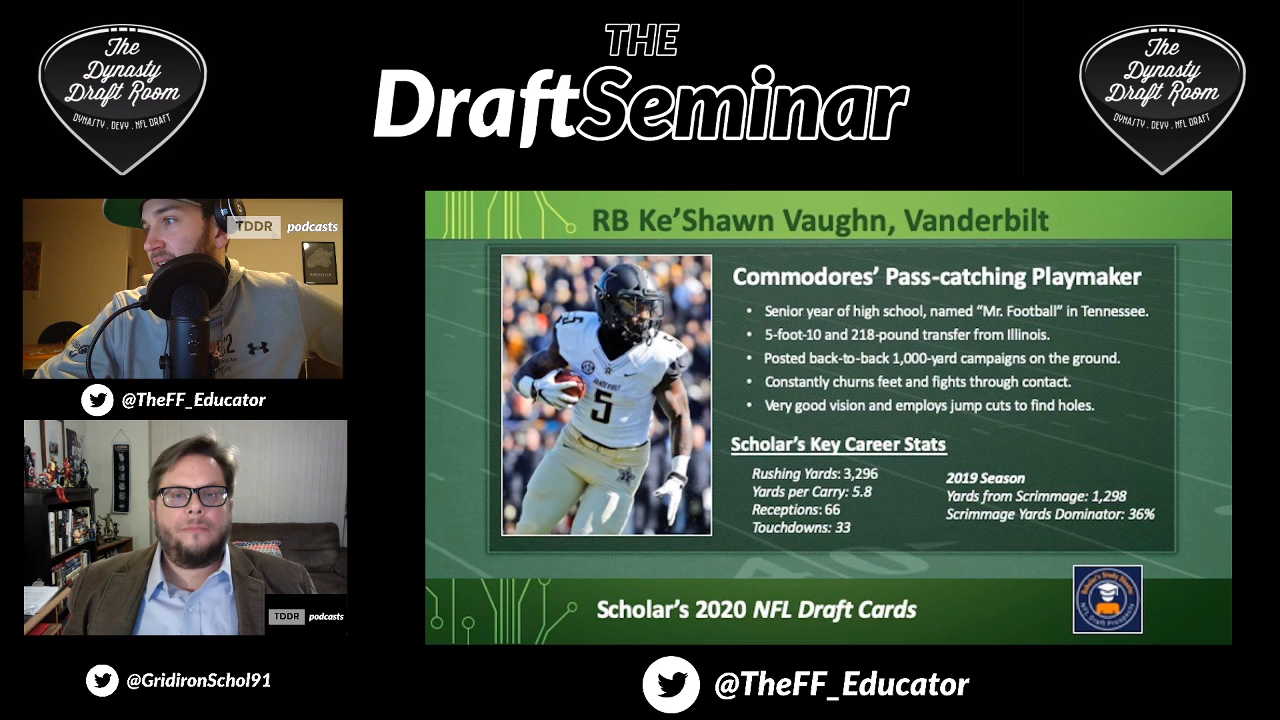 The
Dynasty
Draft Room
DYNASTY . DEVY . NFL DRAFT
THE
DraftSeminar
The
Dynasty
Draft Room
DYNASTY . DEVY . NFL DRAFT
TDDR podcasts
@TheFF_Educator
TDDR podcasts
@GridironSchol91
RB Ke’Shawn Vaughn, Vanderbilt
Commodores’ Pass-catching Playmaker
• Senior year of high school, named “Mr. Football” in Tennessee.
• 5-foot-10 and 218-pound transfer from Illinois.
• Posted back-to-back 1,000-yard campaigns on the ground.
• Constantly churns feet and fights through contact.
• Very good vision and employs jump cuts to find holes.
Scholar’s Key Career Stats
Rushing Yards: 3,296
Yards per Carry: 5.8
Receptions: 66
Touchdowns: 33
2019 Season
Yards from Scrimmage: 1,298
Scrimmage Yards Dominator: 36%
VANDERBILT
5
Scholar’s 2020 NFL Draft Cards
@TheFF_Educator